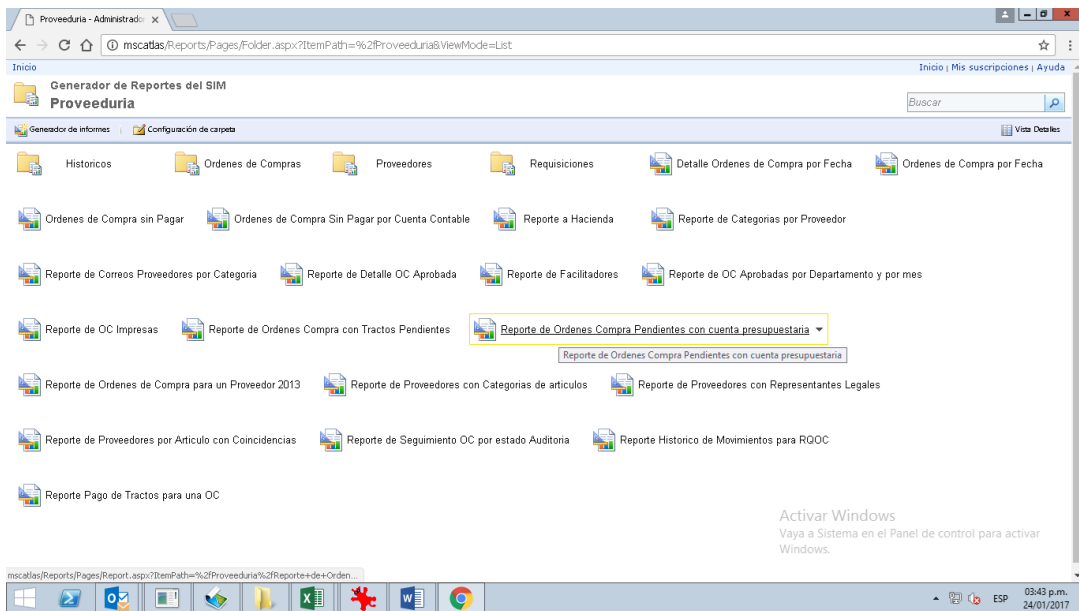 Proveeduria - Administrado
mscatlas/Reports/Pages/Folder.aspx?ItemPath=%2fProveeduria&ViewMode=List
Inicio
Inicio | Mis suscripciones | Ayuda
Generador de Reportes del SIM
Proveeduria
Buscar
Generador de informes
Configuración de carpeta
Vista Detalles
Historicos
Ordenes de Compras
Proveedores
Requisiciones
Detalle Ordenes de Compra por Fecha
Ordenes de Compra por Fecha
Ordenes de Compra sin Pagar
Ordenes de Compra Sin Pagar por Cuenta Contable
Reporte a Hacienda
Reporte de Categorias por Proveedor
Reporte de Correos Proveedores por Categoria
Reporte de Detalle OC Aprobada
Reporte de Facilitadores
Reporte de OC Aprobadas por Departamento y por mes
Reporte de OC Impresas
Reporte de Ordenes Compra con Tractos Pendientes
Reporte de Ordenes Compra Pendientes con cuenta presupuestaria
Reporte de Ordenes Compra Pendientes con cuenta presupuestaria
Reporte de Ordenes de Compra para un Proveedor 2013
Reporte de Proveedores con Categorias de articulos
Reporte de Proveedores con Representantes Legales
Reporte de Proveedores por Articulo con Coincidencias
Reporte de Seguimiento OC por estado Auditoria
Reporte Historico de Movimientos para RQOC
Reporte Pago de Tractos para una OC
Activar Windows
Vaya a Sistema en el Panel de control para activar
Windows.
mscatlas/Reports/Pages/Report.aspx?ItemPath=%2fProveeduria%2fReporte+de+Orden...
ESP
03:43 p.m.
24/01/2017